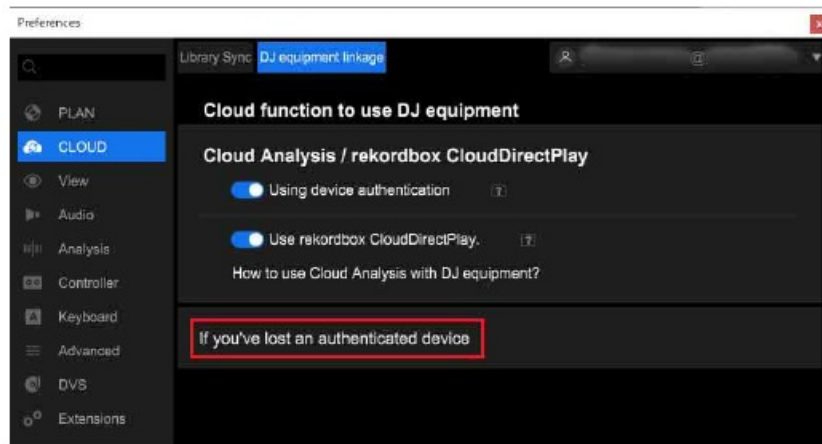 Preferences
Library Sync DJ equipment linkage
@
PLAN
CLOUD
View
Audio
Analysis
Controller
Keyboard
Advanced
DVS
Extensions
Cloud function to use DJ equipment
Cloud Analysis / rekordbox CloudDirectPlay
Using device authentication ?
Use rekordbox CloudDirectPlay. ?
How to use Cloud Analysis with DJ equipment?
If you've lost an authenticated device